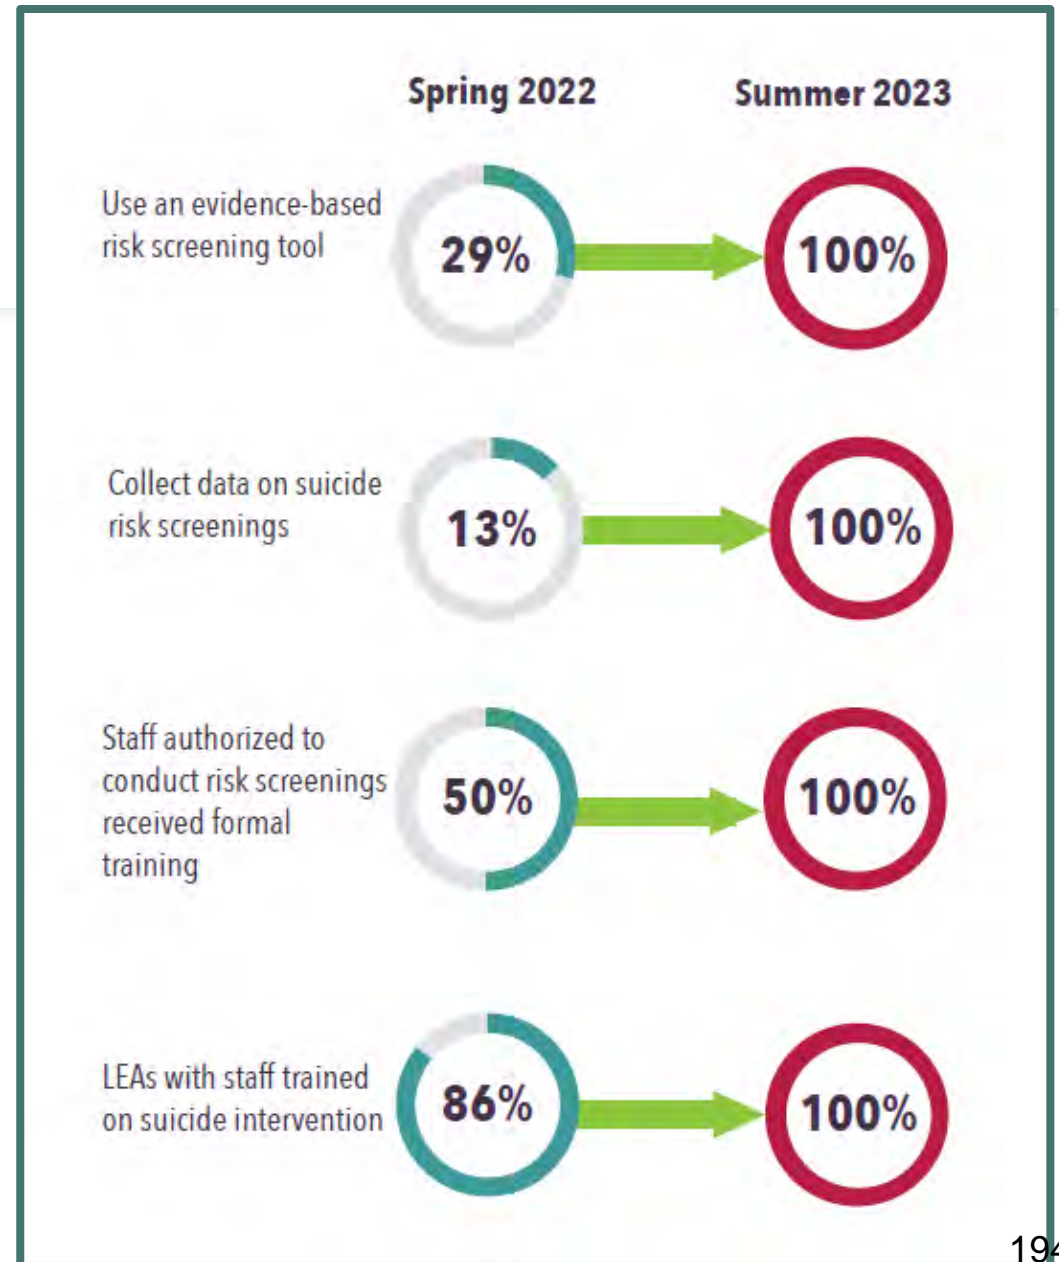 Spring 2022 Summer 2023
Use an evidence-based
risk screening tool
29% 100%
Collect data on suicide
risk screenings
13% 100%
Staff authorized to
conduct risk screenings
received formal
training
50% 100%
LEAs with staff trained
on suicide intervention
86% 100%
194